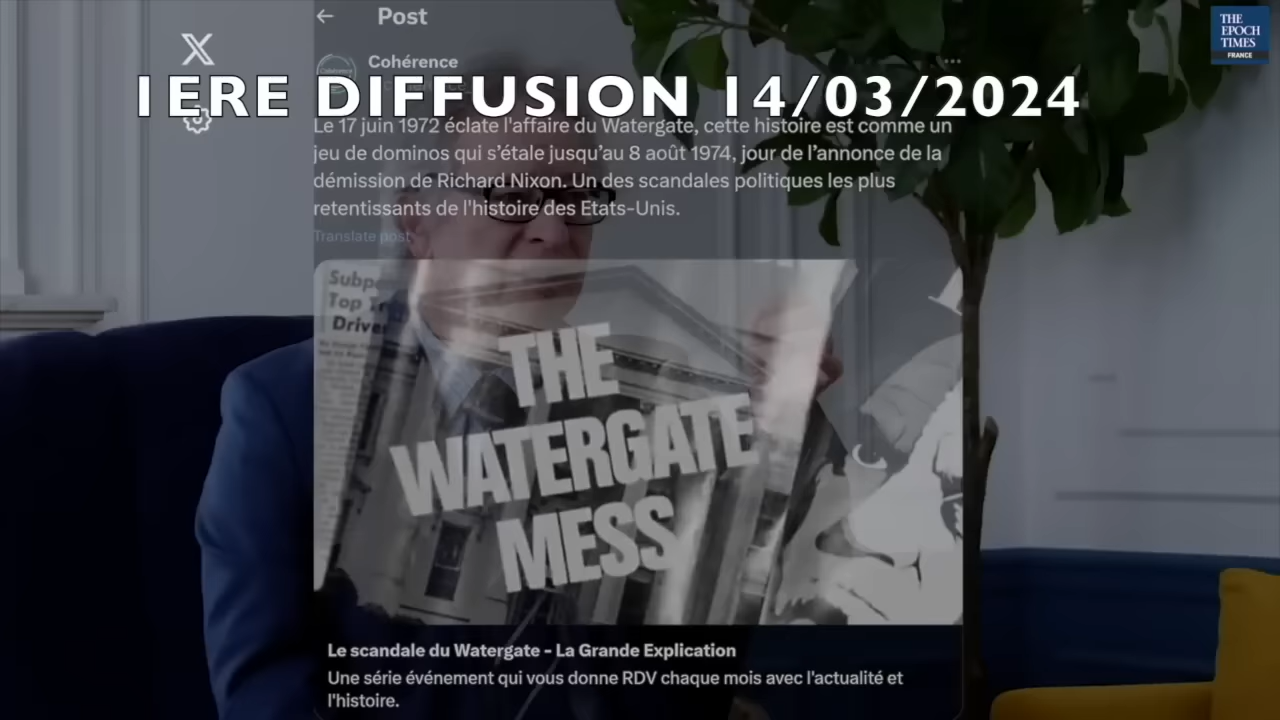 Post
THE
EPOCH
TIMES
FRANCE
Cohérence
1ERE DIFFUSION 14/03/2024
Le 17 juin 1972 éclate l'affaire du Watergate, cette histoire est comme un
jeu de dominos qui s'étale jusqu'au 8 août 1974, jour de l'annonce de la
démission de Richard Nixon. Un des scandales politiques les plus
retentissants de l'histoire des Etats-Unis.
Translate post
Top
THE
WATERGATE
MESS
Le scandale du Watergate - La Grande Explication
Une série événement qui vous donne RDV chaque mois avec l'actualité et
l'histoire.